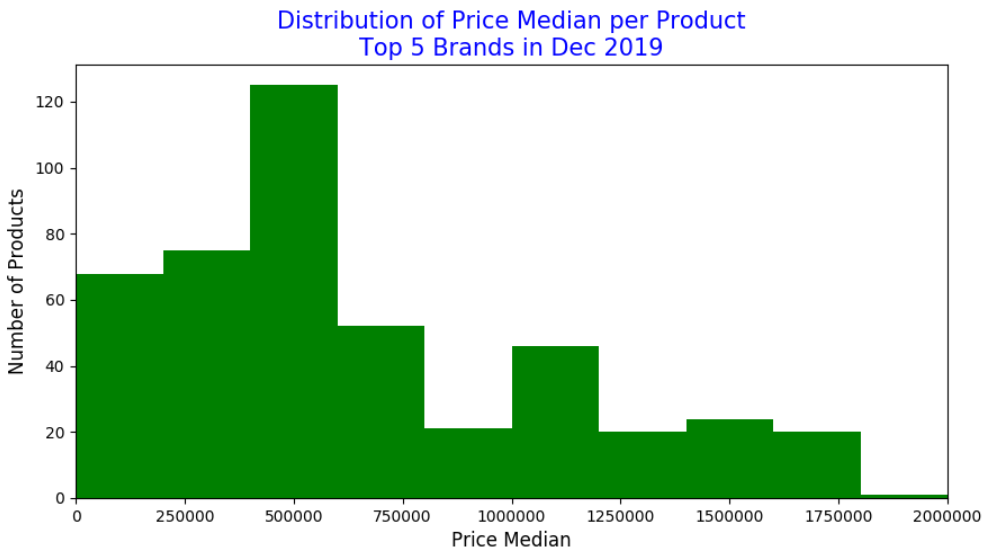 Distribution of Price Median per Product
Top 5 Brands in Dec 2019
Number of Products
120
100
80
60
40
20
0
0 250000 500000 750000 1000000 1250000 1500000 1750000 2000000
Price Median